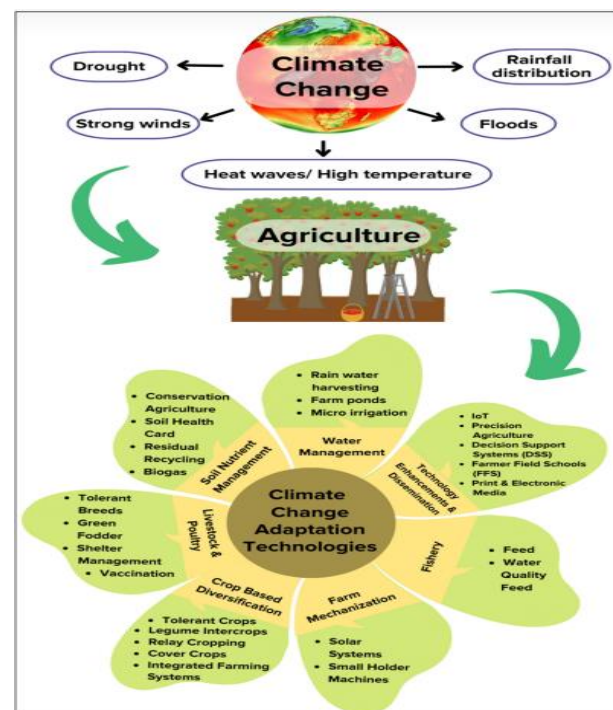 Climate
Change
Drought
Rainfall
distribution
Strong winds
Floods
Heat waves/ High temperature
Agriculture
• Rain water
harvesting
• Farm ponds
• Micro irrigation
Water
Management
• Conservation
Agriculture
• Soil Health
Card
• Residual
Recycling
• Biogas
Soil Nutrient
Management
• IoT
• Precision
Agriculture
• Decision Support
Systems (DSS)
• Farmer Field Schools
(FFS)
• Print & Electronic
Media
Technology
Enhancements &
Dissemination
Climate
Change
Adaptation
Technologies
• Tolerant
Breeds
• Green
Fodder
• Shelter
Management
• Vaccination
Livestock &
Poultry
Fishery
• Feed
• Water
Quality
Feed
Crop Based
Diversification
• Tolerant Crops
• Legume Intercrops
• Relay Cropping
• Cover Crops
• Integrated Farming
Systems
Farm
Mechanization
• Solar
Systems
• Small Holder
Machines